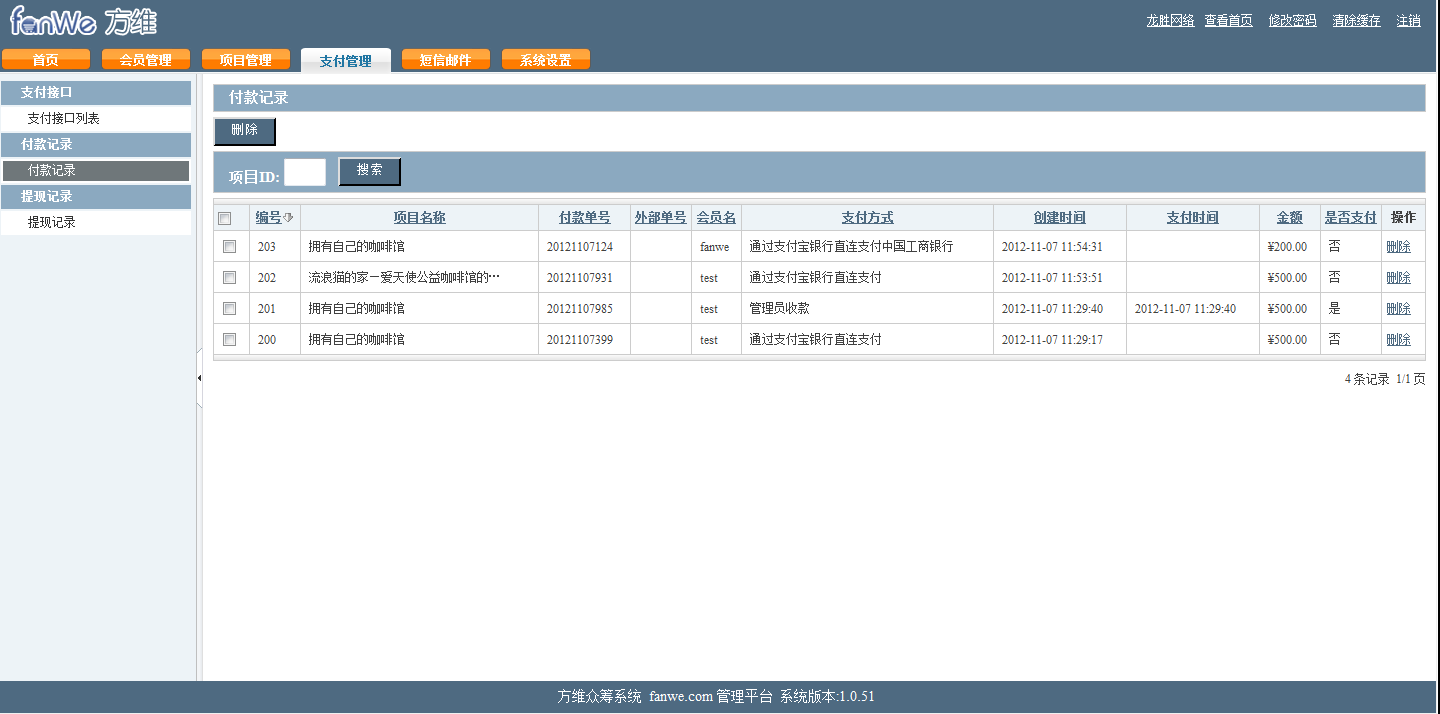 fanWe 方维
龙胜网络 查看首页 修改密码 清除缓存 注销
首页 会员管理 项目管理 支付管理 短信邮件 系统设置
支付接口
支付接口列表
付款记录
付款记录
提现记录
提现记录
付款记录
删除
项目ID: 搜索
编号 项目名称 付款单号 外部单号 会员名 支付方式 创建时间 支付时间 金额 是否支付 操作
203 拥有自己的咖啡馆 20121107124 fanwe 通过支付宝银行直连支付中国工商银行 2012-11-07 11:54:31 ¥200.00 否 删除
202 流浪猫的家—爱天使公益咖啡馆的… 20121107931 test 通过支付宝银行直连支付 2012-11-07 11:53:51 ¥500.00 否 删除
201 拥有自己的咖啡馆 20121107985 test 管理员收款 2012-11-07 11:29:40 2012-11-07 11:29:40 ¥500.00 是 删除
200 拥有自己的咖啡馆 20121107399 test 通过支付宝银行直连支付 2012-11-07 11:29:17 ¥500.00 否 删除
4 条记录 1/1 页
方维众筹系统 fanwe.com 管理平台 系统版本:1.0.51